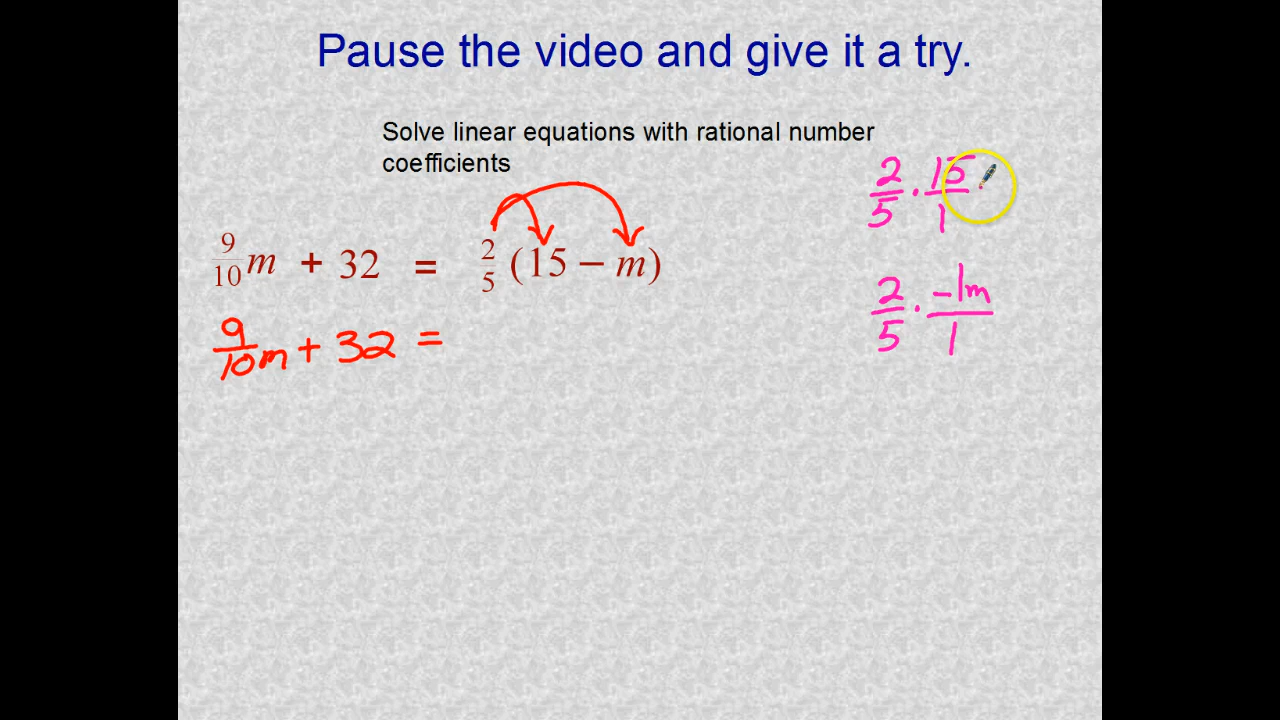 Pause the video and give it a try.
Solve linear equations with rational number
coefficients
9/10 m + 32 = 2/5 (15 − m)
9/10 m + 32 =
2/5 · 15/1
2/5 · -1m/1